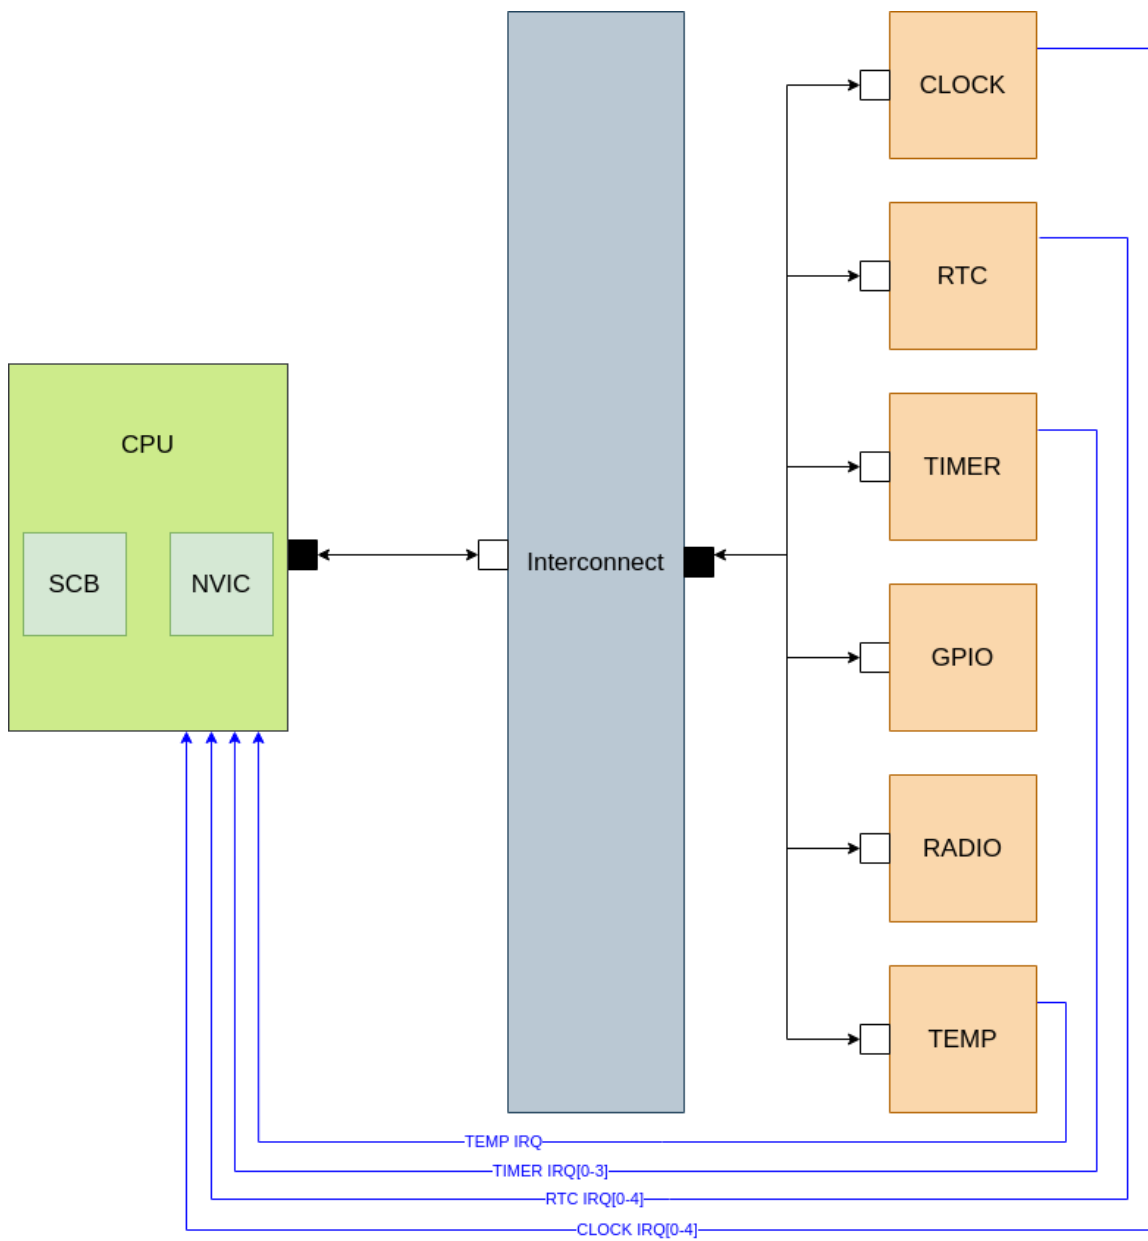 CLOCK
RTC
CPU
TIMER
SCB
NVIC
Interconnect
GPIO
RADIO
TEMP
TEMP IRQ
TIMER IRQ[0-3]
RTC IRQ[0-4]
CLOCK IRQ[0-4]